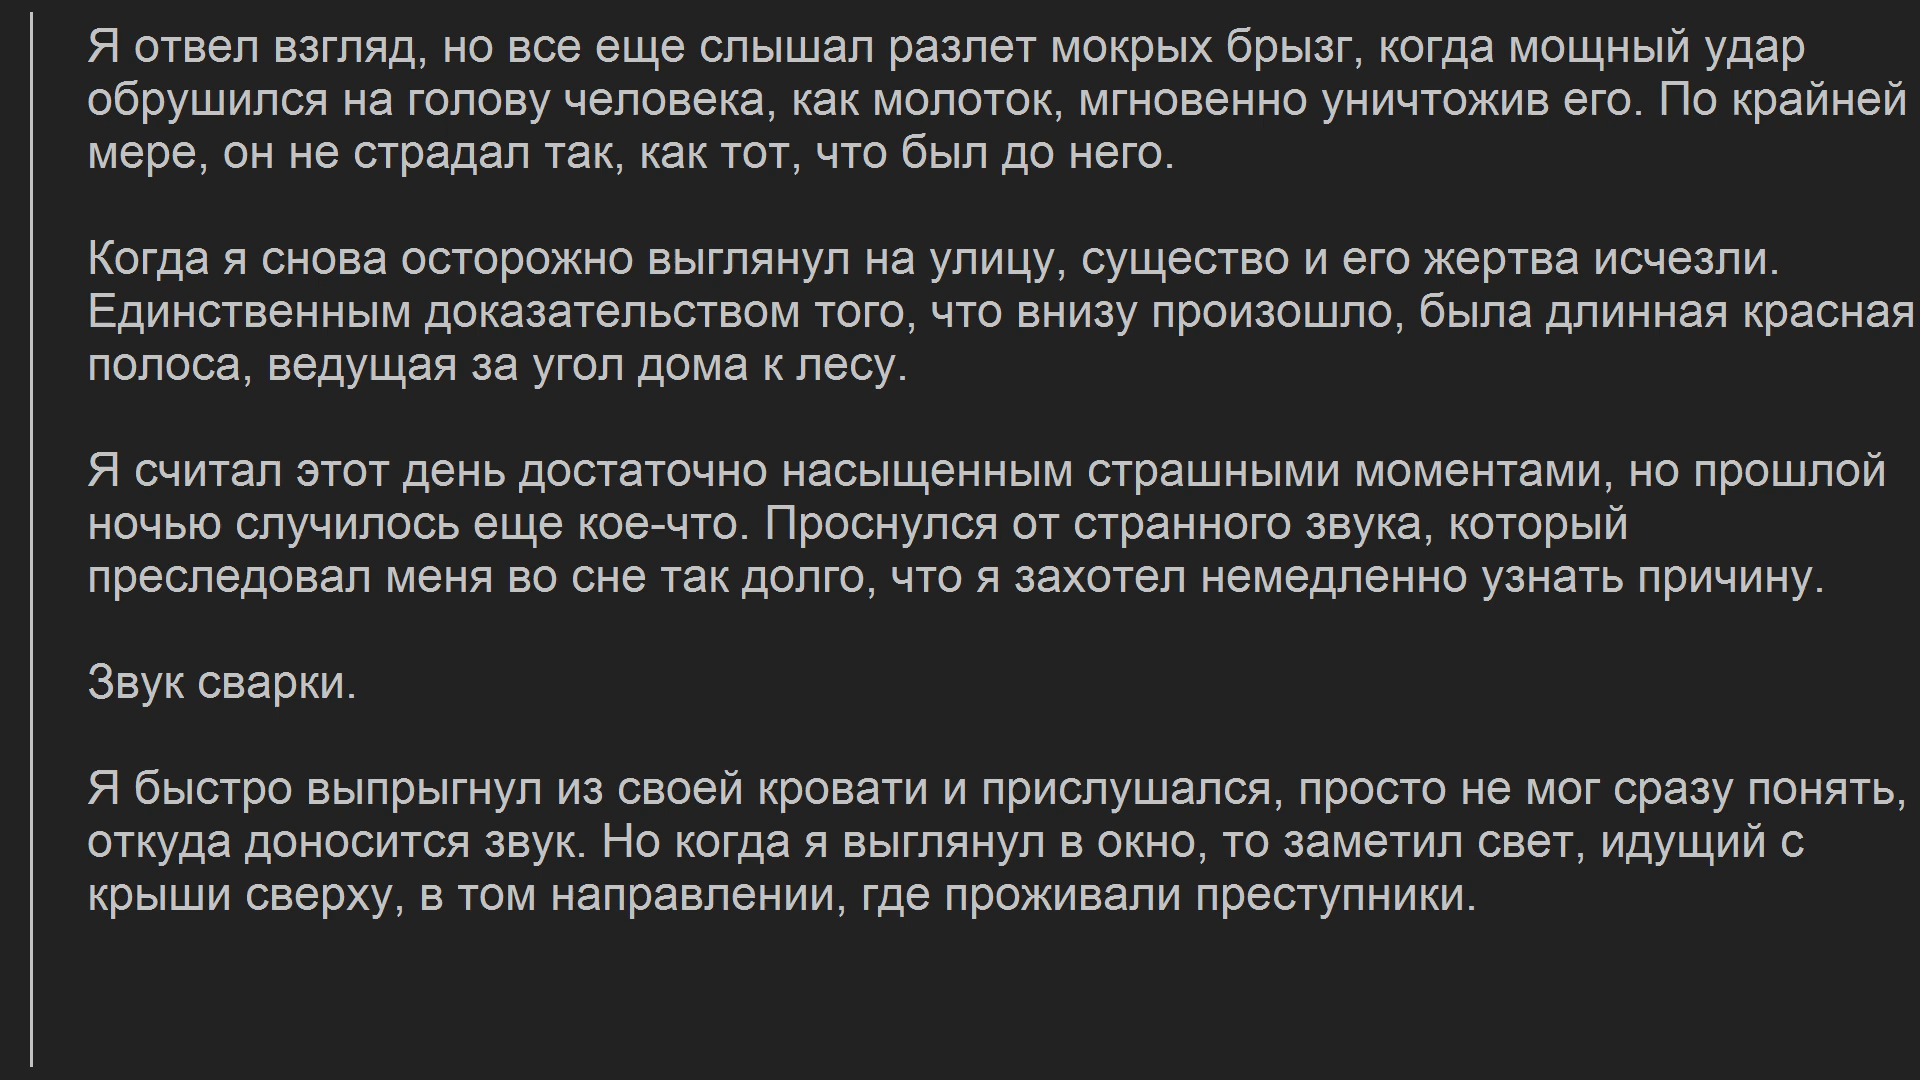 Я отвел взгляд, но все еще слышал разлет мокрых брызг, когда мощный удар
обрушился на голову человека, как молоток, мгновенно уничтожив его. По крайней
мере, он не страдал так, как тот, что был до него.
Когда я снова осторожно выглянул на улицу, существо и его жертва исчезли.
Единственным доказательством того, что внизу произошло, была длинная красная
полоса, ведущая за угол дома к лесу.
Я считал этот день достаточно насыщенным страшными моментами, но прошлой
ночью случилось еще кое-что. Проснулся от странного звука, который
преследовал меня во сне так долго, что я захотел немедленно узнать причину.
Звук сварки.
Я быстро выпрыгнул из своей кровати и прислушался, просто не мог сразу понять,
откуда доносится звук. Но когда я выглянул в окно, то заметил свет, идущий с
крыши сверху, в том направлении, где проживали преступники.